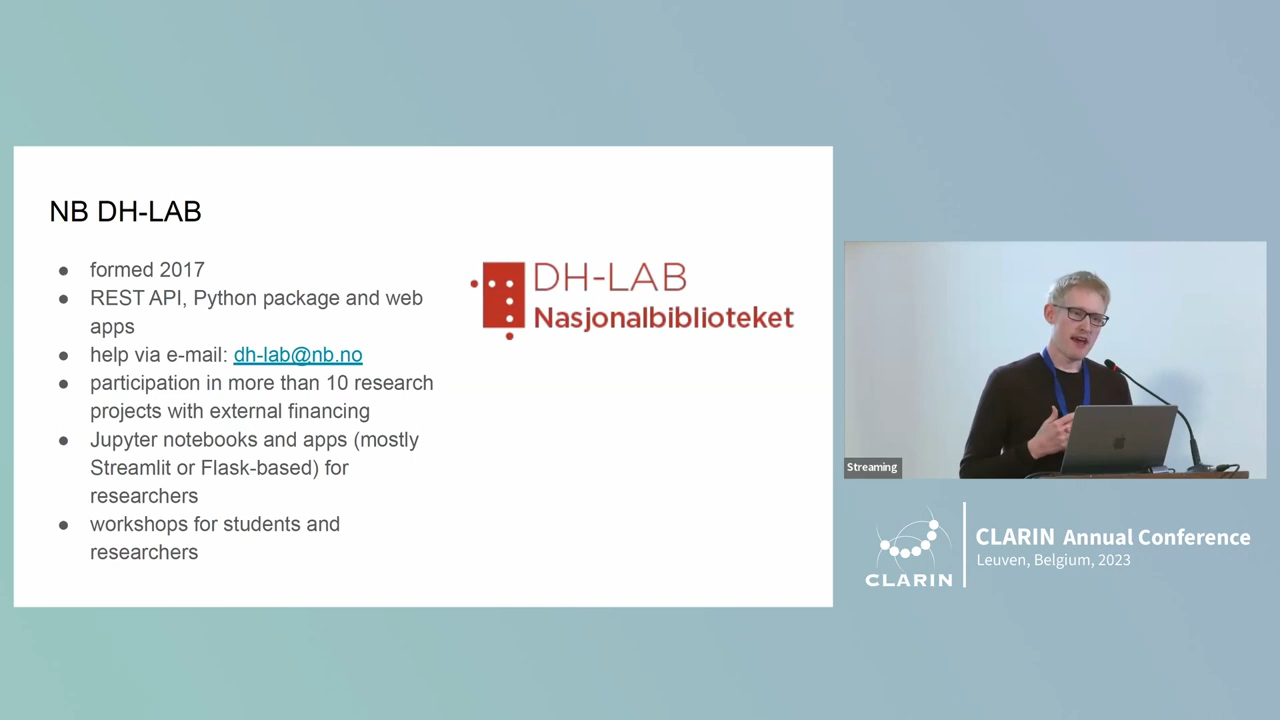 NB DH-LAB
● formed 2017
● REST API, Python package and web
apps
● help via e-mail: dh-lab@nb.no
● participation in more than 10 research
projects with external financing
● Jupyter notebooks and apps (mostly
Streamlit or Flask-based) for
researchers
● workshops for students and
researchers
DH-LAB
Nasjonalbiblioteket
Streaming
CLARIN
CLARIN Annual Conference
Leuven, Belgium, 2023